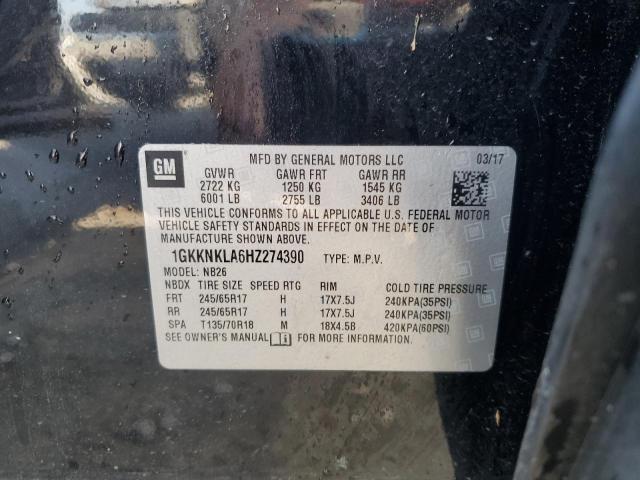 GM
MFD BY GENERAL MOTORS LLC 03/17
GVWR GAWR FRT GAWR RR
2722 KG 1250 KG 1545 KG
6001 LB 2755 LB 3406 LB
THIS VEHICLE CONFORMS TO ALL APPLICABLE U.S. FEDERAL MOTOR
VEHICLE SAFETY STANDARDS IN EFFECT ON THE DATE OF
MANUFACTURE SHOWN ABOVE.
1GKKNKLA6HZ274390 TYPE: M.P.V.
MODEL: NB26
NBDX TIRE SIZE SPEED RTG RIM COLD TIRE PRESSURE
FRT 245/65R17 H 17X7.5J 240KPA(35PSI)
RR 245/65R17 H 17X7.5J 240KPA(35PSI)
SPA T135/70R18 M 18X4.5B 420KPA(60PSI)
SEE OWNER'S MANUAL FOR MORE INFORMATION